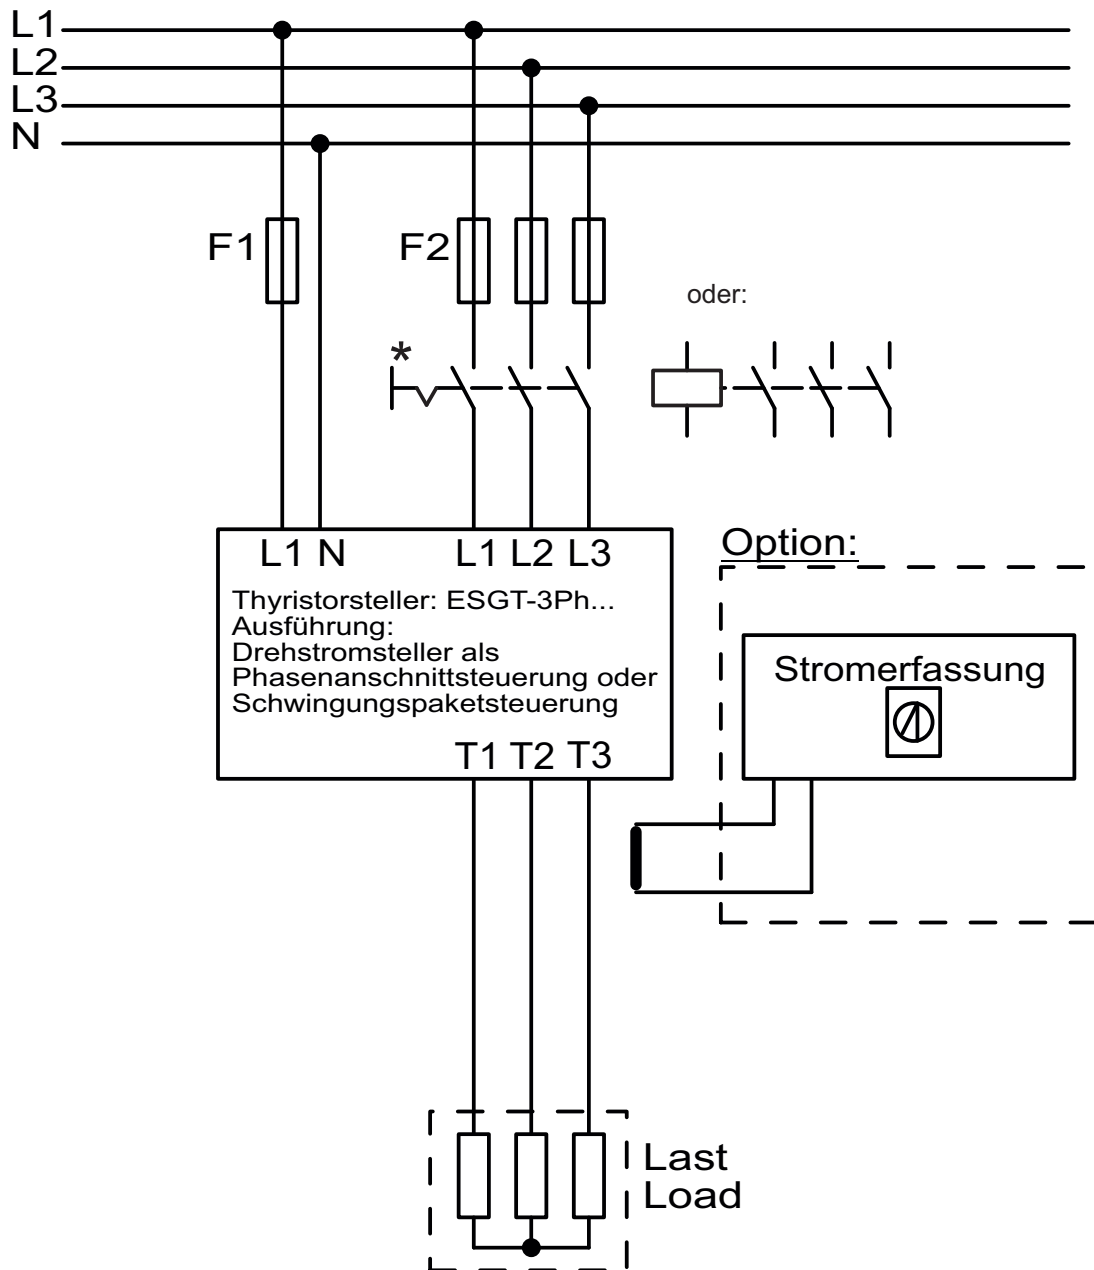 L1
L2
L3
N
F1
F2
oder:
*
L1 N L1 L2 L3
Option:
Thyristorsteller: ESGT-3Ph...
Ausführung:
Drehstromsteller als
Phasenanschnittsteuerung oder
Schwingungspaketsteuerung
T1 T2 T3
Stromerfassung
Last
Load